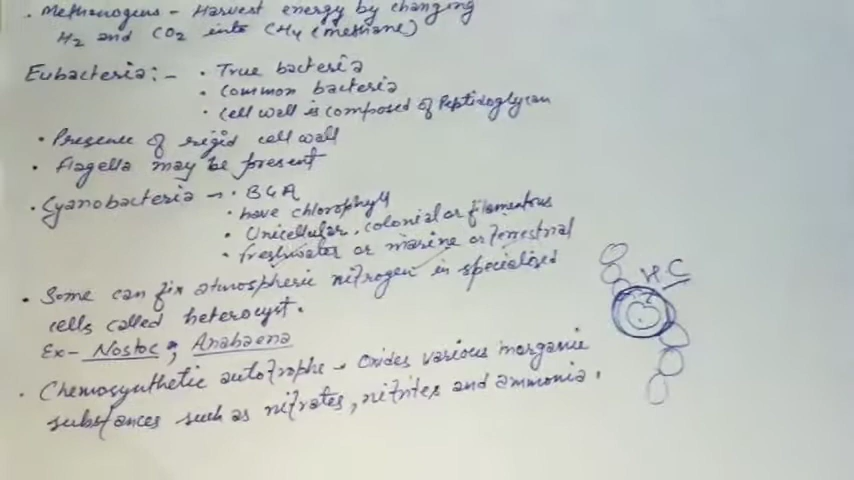 . Methanogens - Harvest energy by changing
H2 and CO2 into CH4 (methane)
Eubacteria:- • True bacteria
• Common bacteria
• Cell wall is composed of Peptidoglycan
• Presence of rigid cell wall
• Flagella may be present
• Cyanobacteria → • BGA
• have chlorophyll
• Unicellular, colonial or filamentous
• freshwater or marine or terrestrial
• Some can fix atmospheric nitrogen in specialised
cells called heterocyst.
Ex- Nostoc, Anabaena
H.C
• Chemosynthetic autotrophs → Oxides various inorganic
substances such as nitrates, nitrites and ammonia.